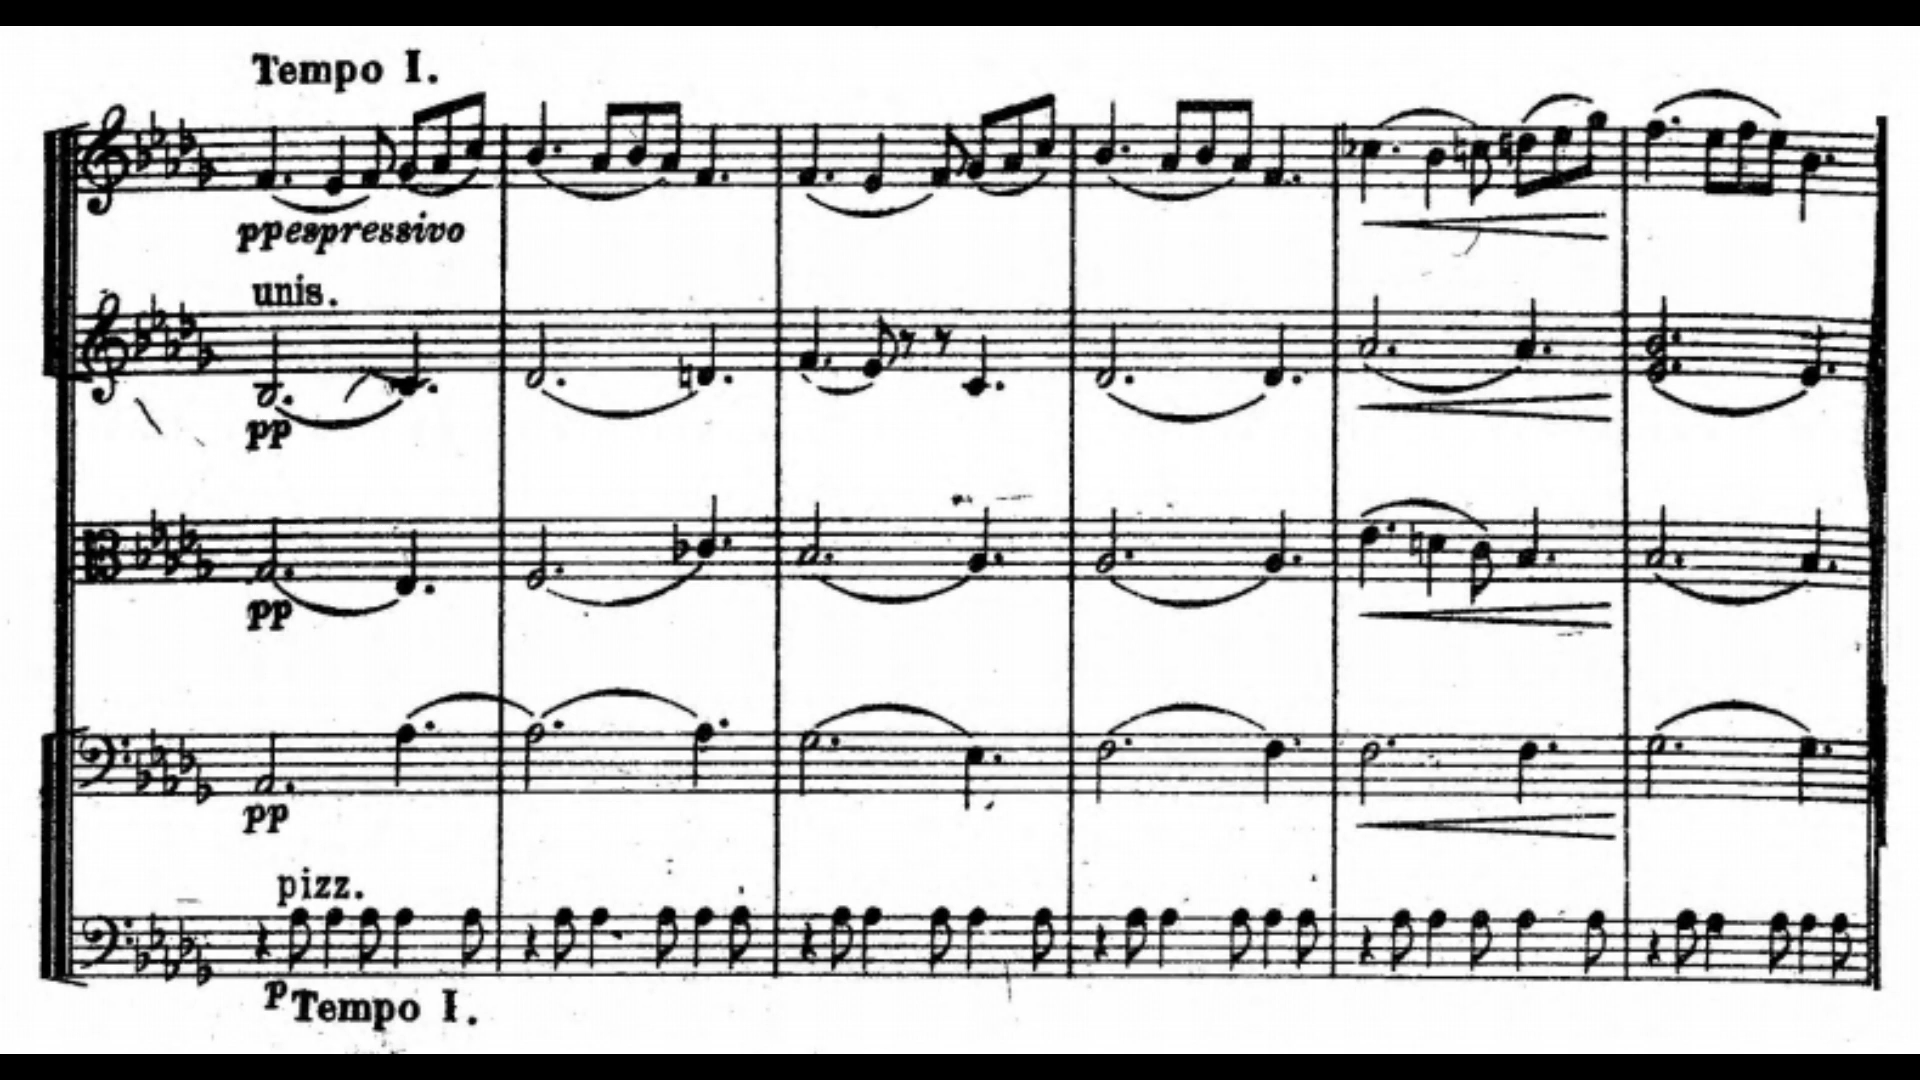 Tempo I.
pp espressivo
unis.
pp
pp
pp
pizz.
p Tempo I.